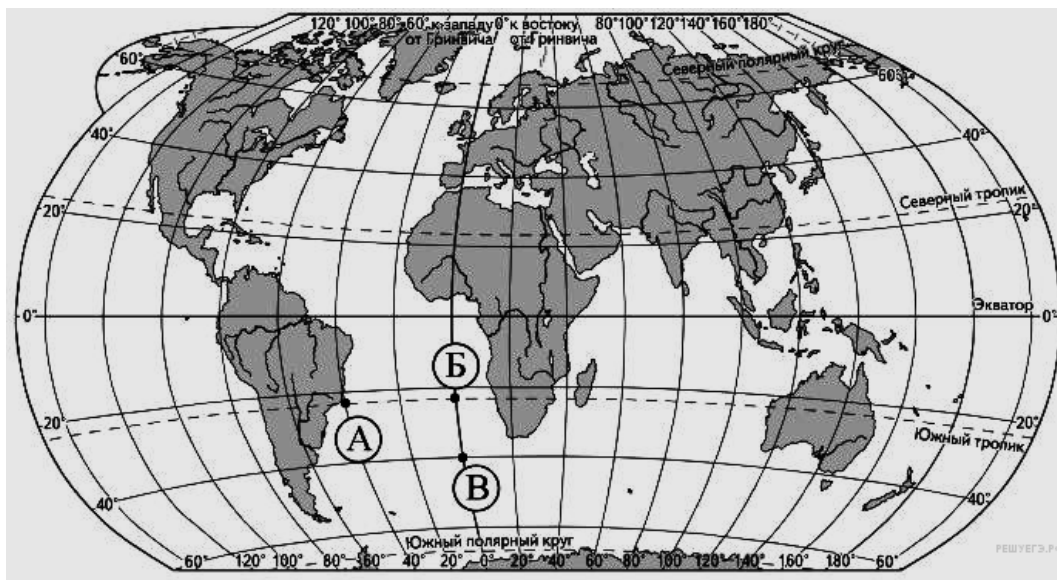 120° 100° 80° 60° к западу 0° к востоку 80° 100° 120° 140° 160° 180°
от Гринвича от Гринвича
60° Северный полярный круг 60°
40° 40°
Северный тропик
20° 20°
Экватор
0° 0°
Б
А
20° 20°
Южный тропик
В
40° 40°
Южный полярный круг
60° 120° 100° 80° 60° 40° 20° 0° 20° 40° 60° 80° 100° 120° 140° 160° 180 60°
РЕШУЕГЭ.РФ